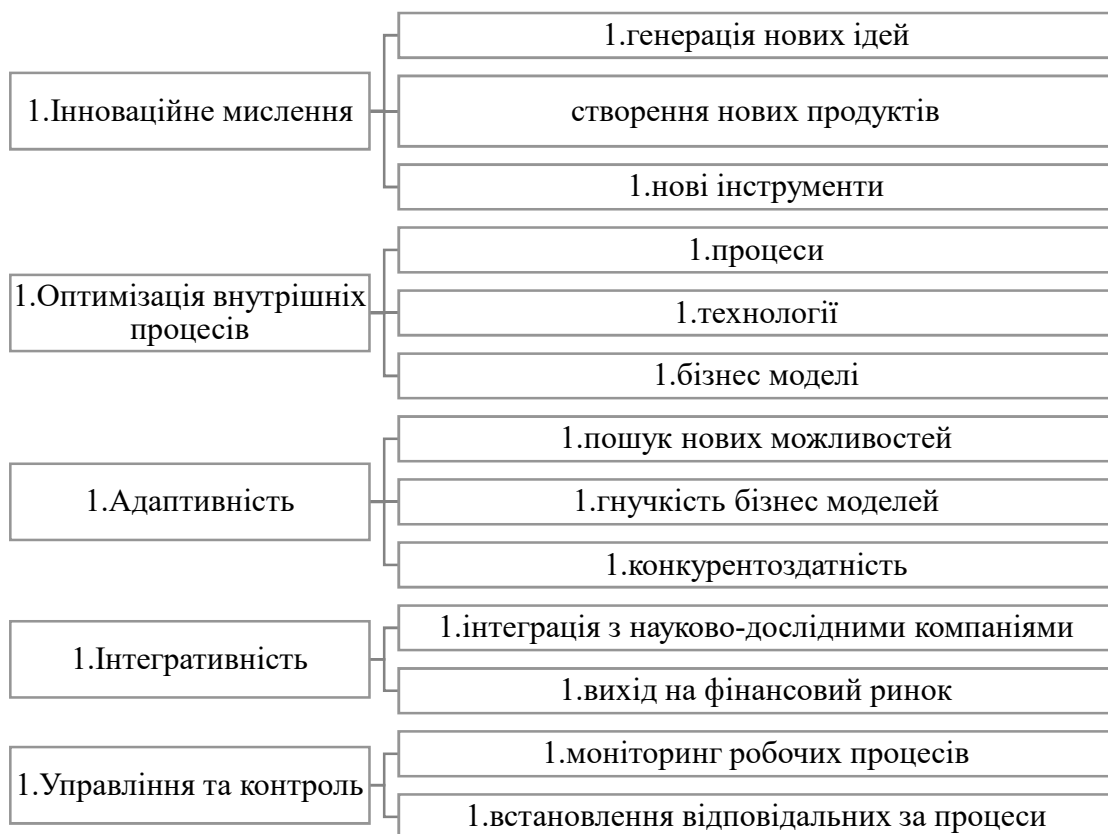 1.Інноваційне мислення
1.генерація нових ідей
створення нових продуктів
1.нові інструменти
1.Оптимізація внутрішніх
процесів
1.процеси
1.технології
1.бізнес моделі
1.Адаптивність
1.пошук нових можливостей
1.гнучкість бізнес моделей
1.конкурентоздатність
1.Інтегративність
1.інтеграція з науково-дослідними компаніями
1.вихід на фінансовий ринок
1.Управління та контроль
1.моніторинг робочих процесів
1.встановлення відповідальних за процеси